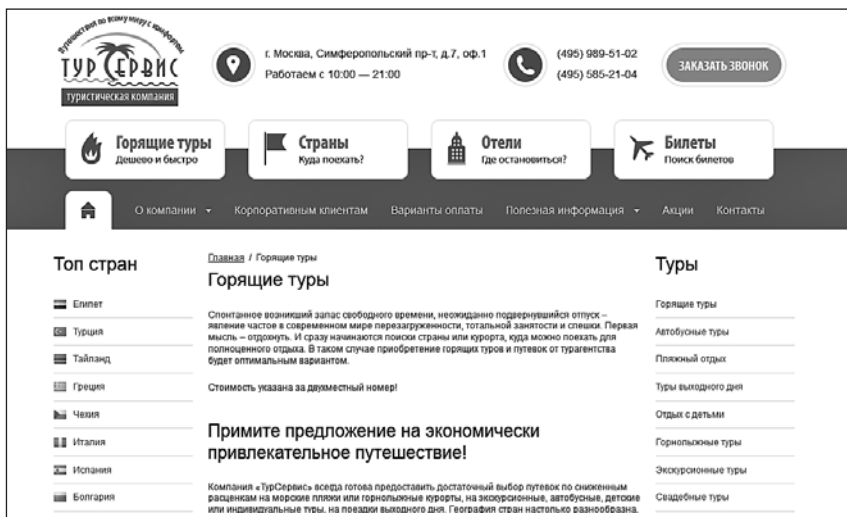 Путешествия по всему миру с комфортом
ТУР СЕРВИС
туристическая компания
г. Москва, Симферопольский пр-т, д.7, оф.1
Работаем с 10:00 — 21:00
(495) 989-51-02
(495) 585-21-04
ЗАКАЗАТЬ ЗВОНОК
Горящие туры
Дешево и быстро
Страны
Куда поехать?
Отели
Где остановиться?
Билеты
Поиск билетов
О компании
Корпоративным клиентам
Варианты оплаты
Полезная информация
Акции
Контакты
Топ стран
Египет
Турция
Тайланд
Греция
Чехия
Италия
Испания
Болгария
Главная / Горящие туры
Горящие туры
Спонтанное возникший запас свободного времени, неожиданно подвернувшийся отпуск –
явление частое в современном мире перезагруженности, тотальной занятости и спешки. Первая
мысль – отдохнуть. И сразу начинаются поиски страны или курорта, куда можно поехать для
полноценного отдыха. В таком случае приобретение горящих туров и путевок от турагентства
будет оптимальным вариантом.
Стоимость указана за двухместный номер!
Примите предложение на экономически
привлекательное путешествие!
Компания «ТурСервис» всегда готова предоставить достаточный выбор путевок по сниженным
расценкам на морские пляжи или горнолыжные курорты, на экскурсионные, автобусные, детские
или индивидуальные туры, на поездки выходного дня. География стран настолько разнообразна,
Туры
Горящие туры
Автобусные туры
Пляжный отдых
Туры выходного дня
Отдых с детьми
Горнолыжные туры
Экскурсионные туры
Свадебные туры